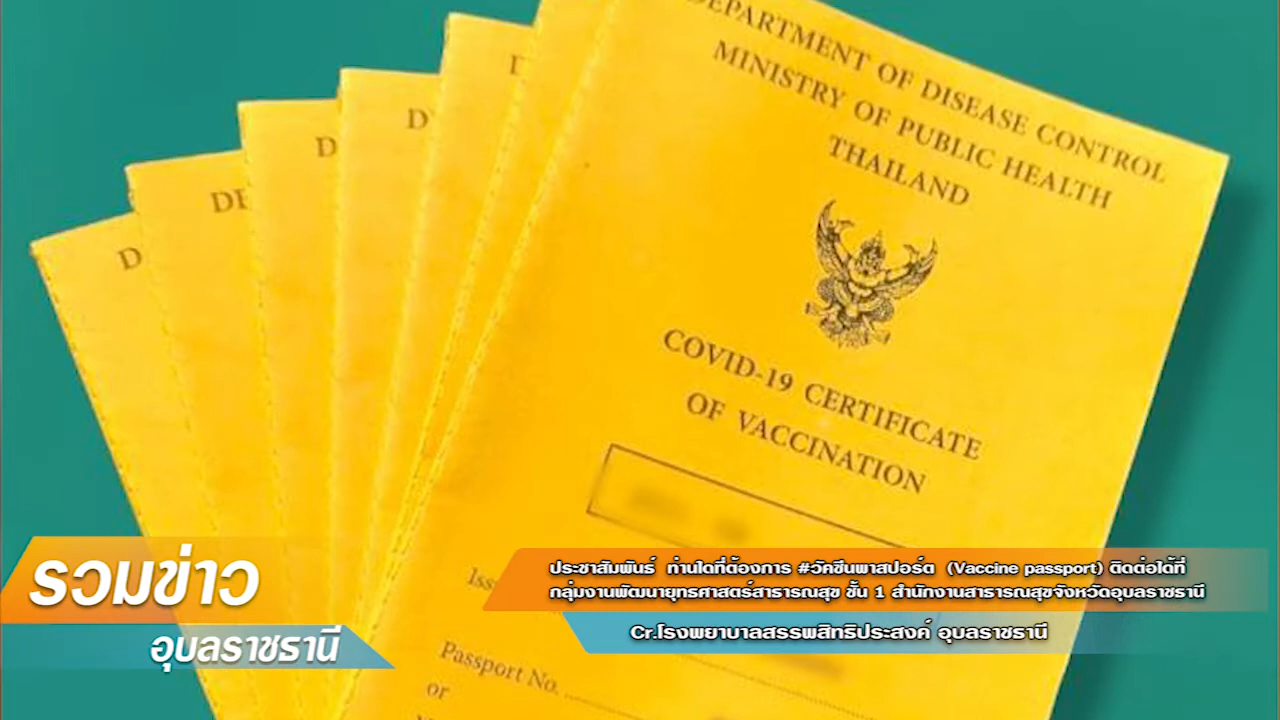 D
DE
D
D
D
DEPARTMENT OF DISEASE CONTROL
MINISTRY OF PUBLIC HEALTH
THAILAND
COVID-19 CERTIFICATE
OF VACCINATION
Iss
Passport No.
or
รวมข่าว
อุบลราชธานี
ประชาสัมพันธ์ ท่านใดที่ต้องการ #วัคซีนพาสปอร์ต (Vaccine passport) ติดต่อได้ที่
กลุ่มงานพัฒนายุทธศาสตร์สาธารณสุข ชั้น 1 สำนักงานสาธารณสุขจังหวัดอุบลราชธานี
Cr.โรงพยาบาลสรรพสิทธิประสงค์ อุบลราชธานี